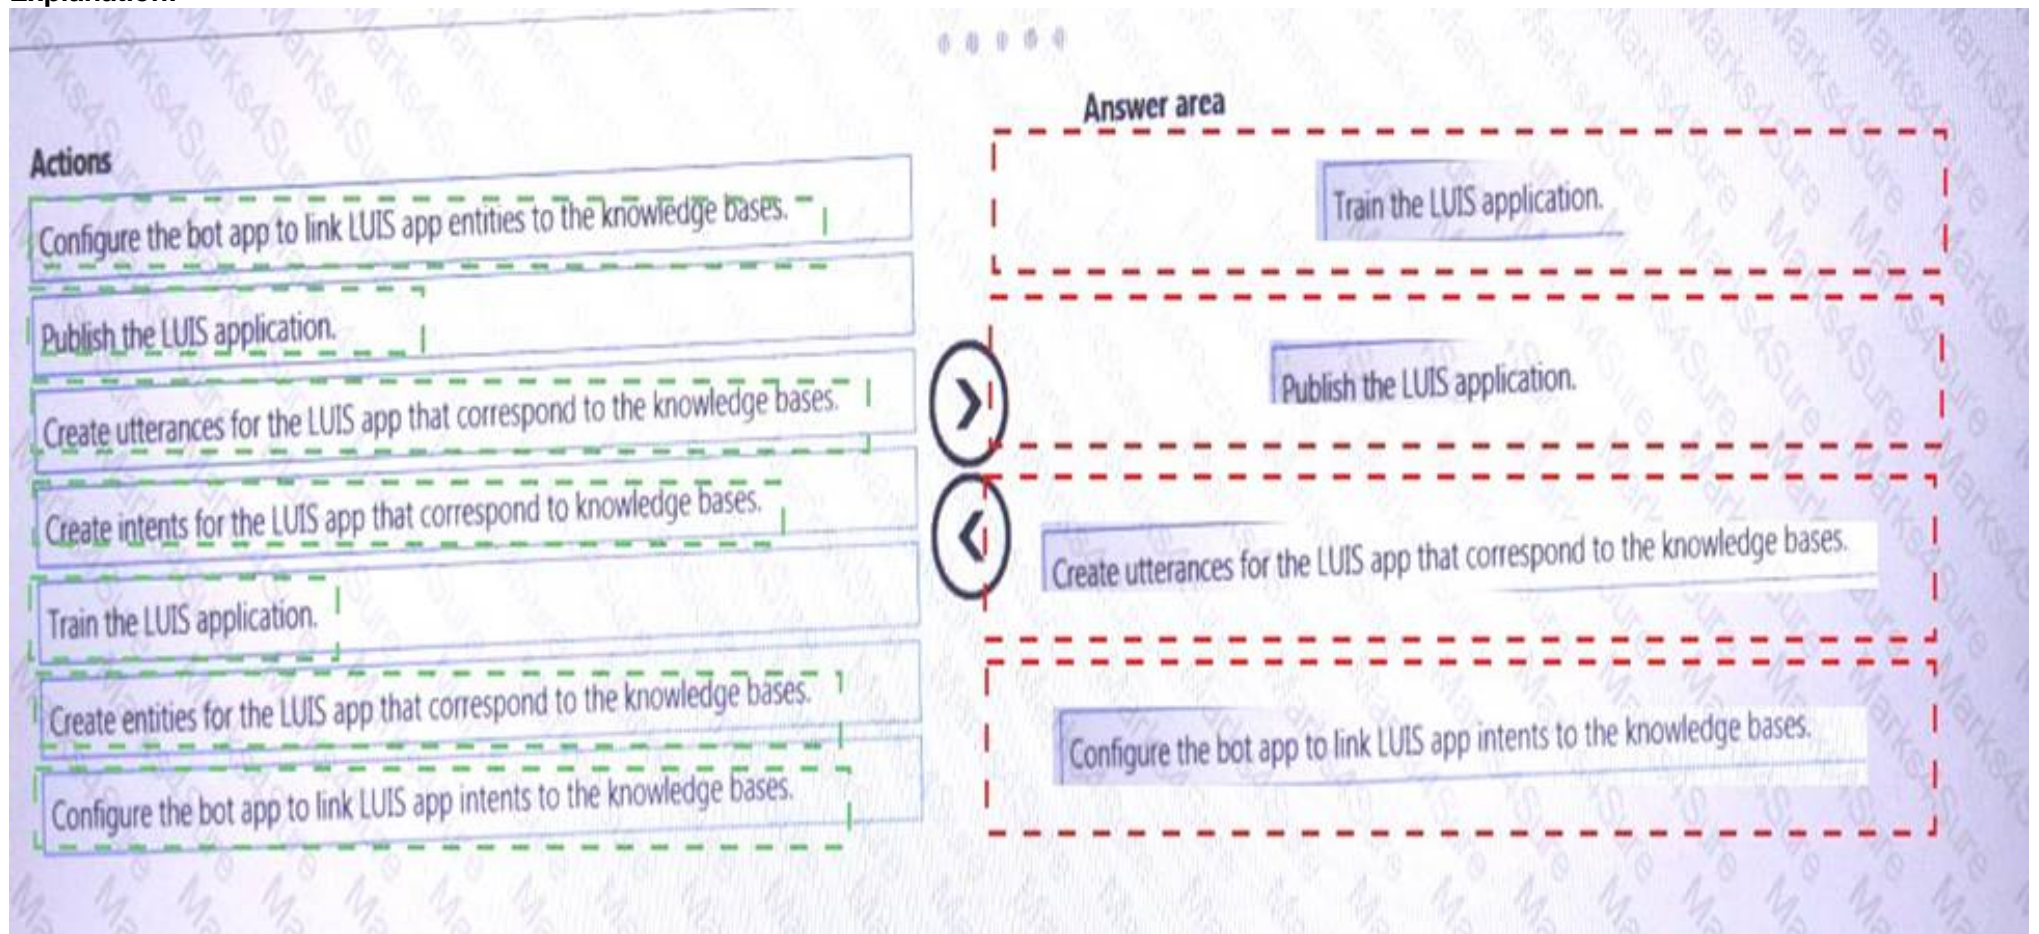 Explanation:
Answer area
Actions
Configure the bot app to link LUIS app entities to the knowledge bases.
Publish the LUIS application.
Create utterances for the LUIS app that correspond to the knowledge bases.
Create intents for the LUIS app that correspond to knowledge bases.
Train the LUIS application.
Create entities for the LUIS app that correspond to the knowledge bases.
Configure the bot app to link LUIS app intents to the knowledge bases.
Train the LUIS application.
Publish the LUIS application.
Create utterances for the LUIS app that correspond to the knowledge bases.
Configure the bot app to link LUIS app intents to the knowledge bases.
Marks4Sure